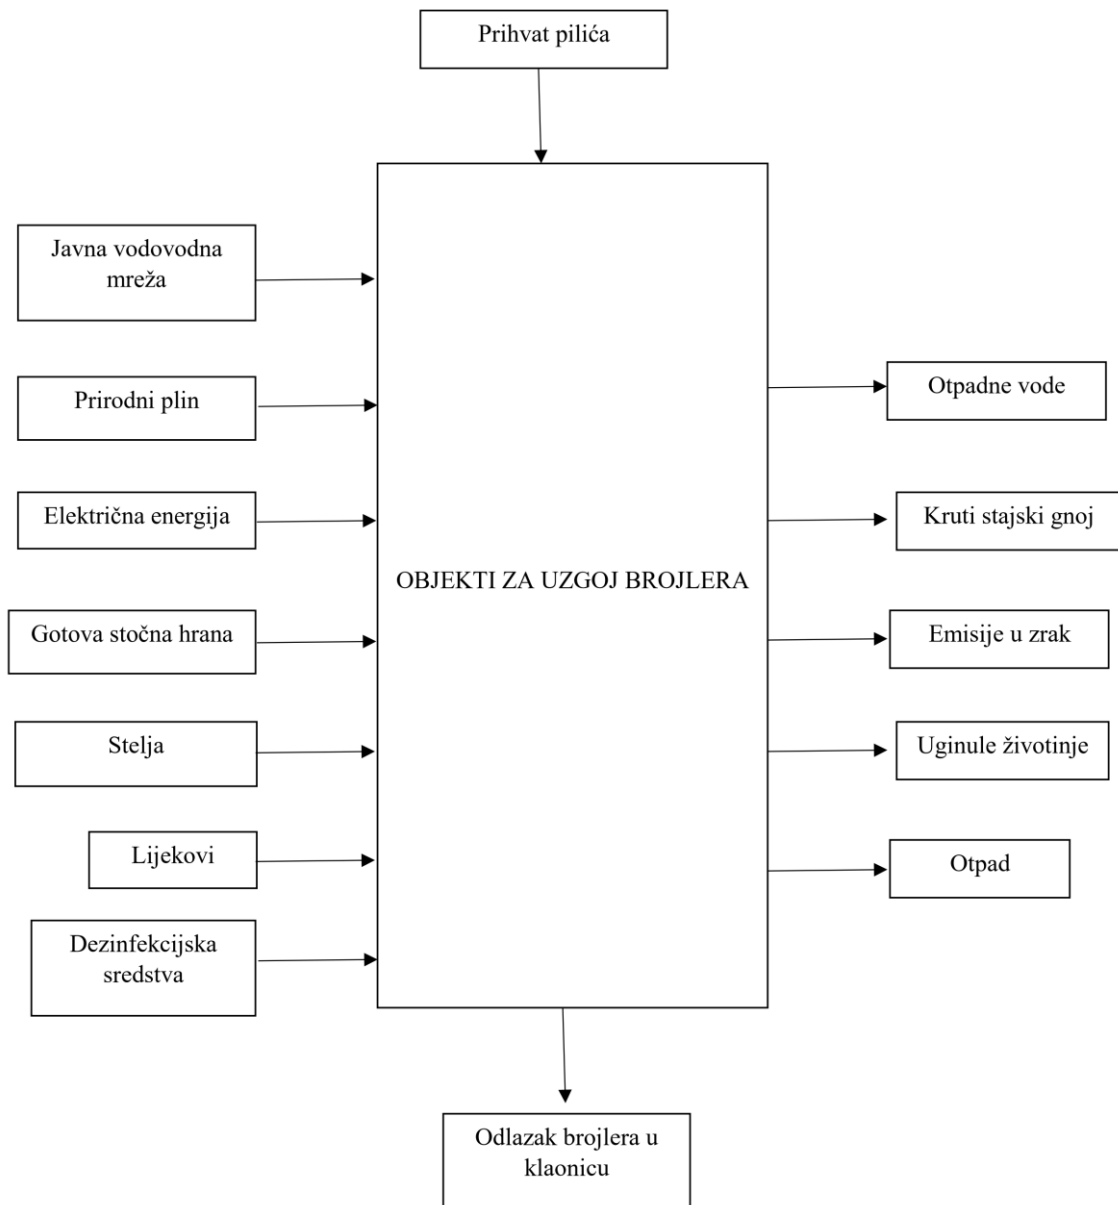 Prihvat pilića
Javna vodovodna
mreža
Prirodni plin
Električna energija
Gotova stočna hrana
Stelja
Lijekovi
Dezinfekcijska
sredstva
OBJEKTI ZA UZGOJ BROJLERA
Otpadne vode
Kruti stajski gnoj
Emisije u zrak
Uginule životinje
Otpad
Odlazak brojlera u
klaonicu